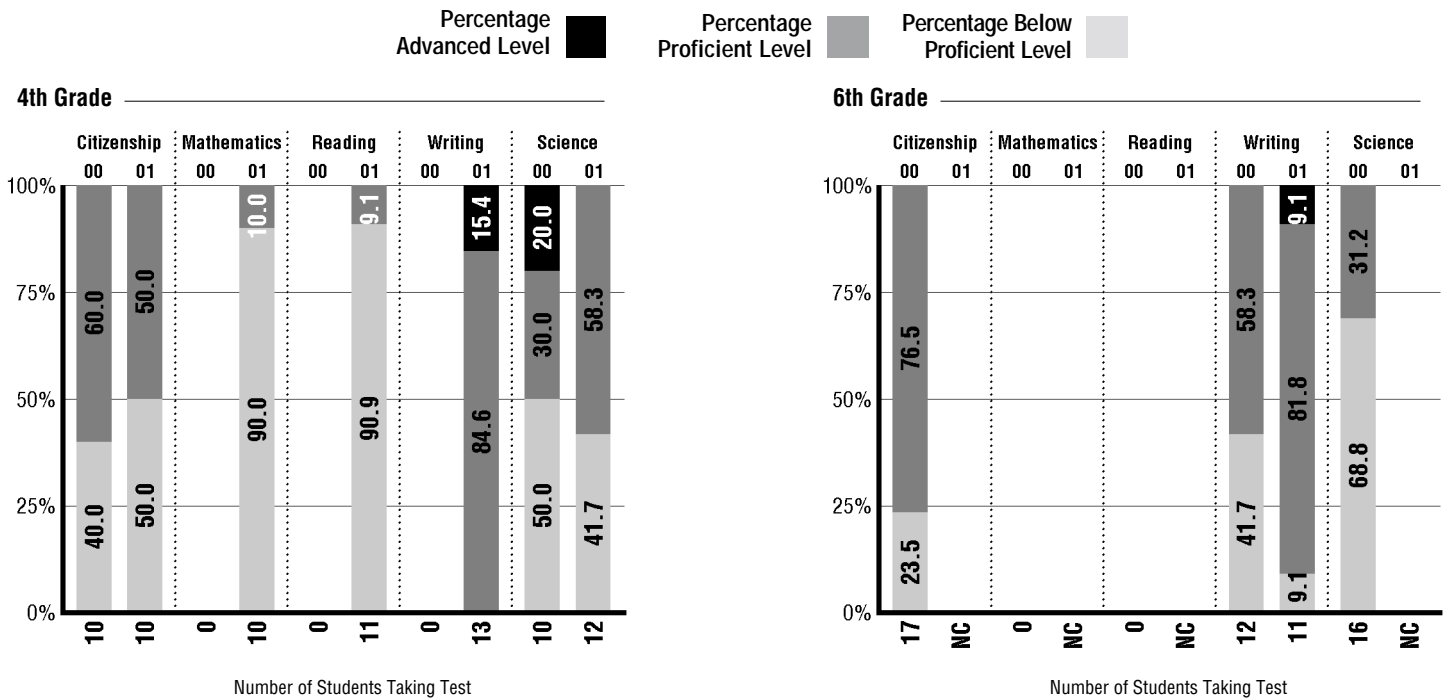 Percentage
Advanced Level
Percentage
Proficient Level
Percentage Below
Proficient Level
4th Grade
Citizenship Mathematics Reading Writing Science
00 01 00 01 00 01 00 01 00 01
100%
75%
50%
25%
0%
60.0
40.0
50.0
50.0
10.0
90.0
9.1
90.9
15.4
84.6
20.0
30.0
50.0
58.3
41.7
10 10 0 10 0 11 0 13 10 12
Number of Students Taking Test
6th Grade
Citizenship Mathematics Reading Writing Science
00 01 00 01 00 01 00 01 00 01
100%
75%
50%
25%
0%
76.5
23.5
58.3
41.7
9.1
81.8
9.1
31.2
68.8
17 NC 0 NC 0 NC 12 11 16 NC
Number of Students Taking Test